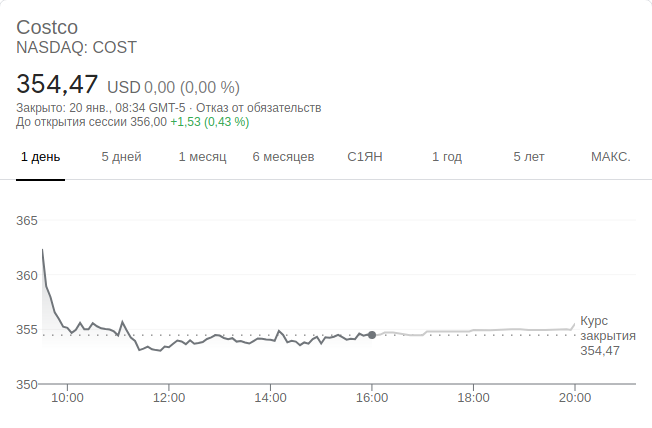 Costco
NASDAQ: COST
354,47 USD 0,00 (0,00 %)
Закрыто: 20 янв., 08:34 GMT-5 · Отказ от обязательств
До открытия сессии 356,00 +1,53 (0,43 %)
1 день 5 дней 1 месяц 6 месяцев С1ЯН 1 год 5 лет МАКС.
365
360
355
350
Курс
закрытия
354,47
10:00 12:00 14:00 16:00 18:00 20:00